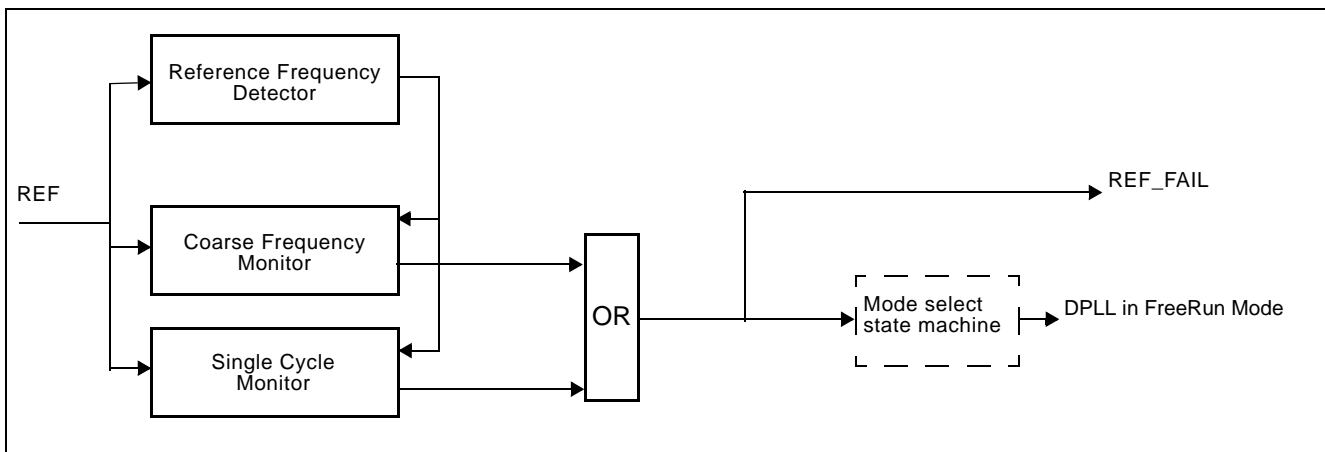 Reference Frequency
Detector
REF
REF_FAIL
Coarse Frequency
Monitor
OR
Mode select
state machine
DPLL in FreeRun Mode
Single Cycle
Monitor